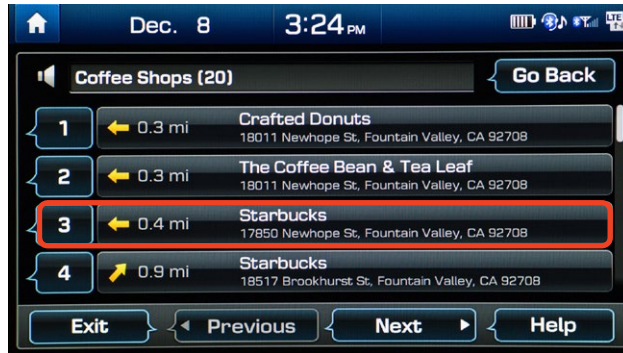 Dec. 8 3:24 PM LTE
Coffee Shops (20) Go Back
1 0.3 mi Crafted Donuts
18011 Newhope St, Fountain Valley, CA 92708
2 0.3 mi The Coffee Bean & Tea Leaf
18011 Newhope St, Fountain Valley, CA 92708
3 0.4 mi Starbucks
17850 Newhope St, Fountain Valley, CA 92708
4 0.9 mi Starbucks
18517 Brookhurst St, Fountain Valley, CA 92708
Exit Previous Next Help